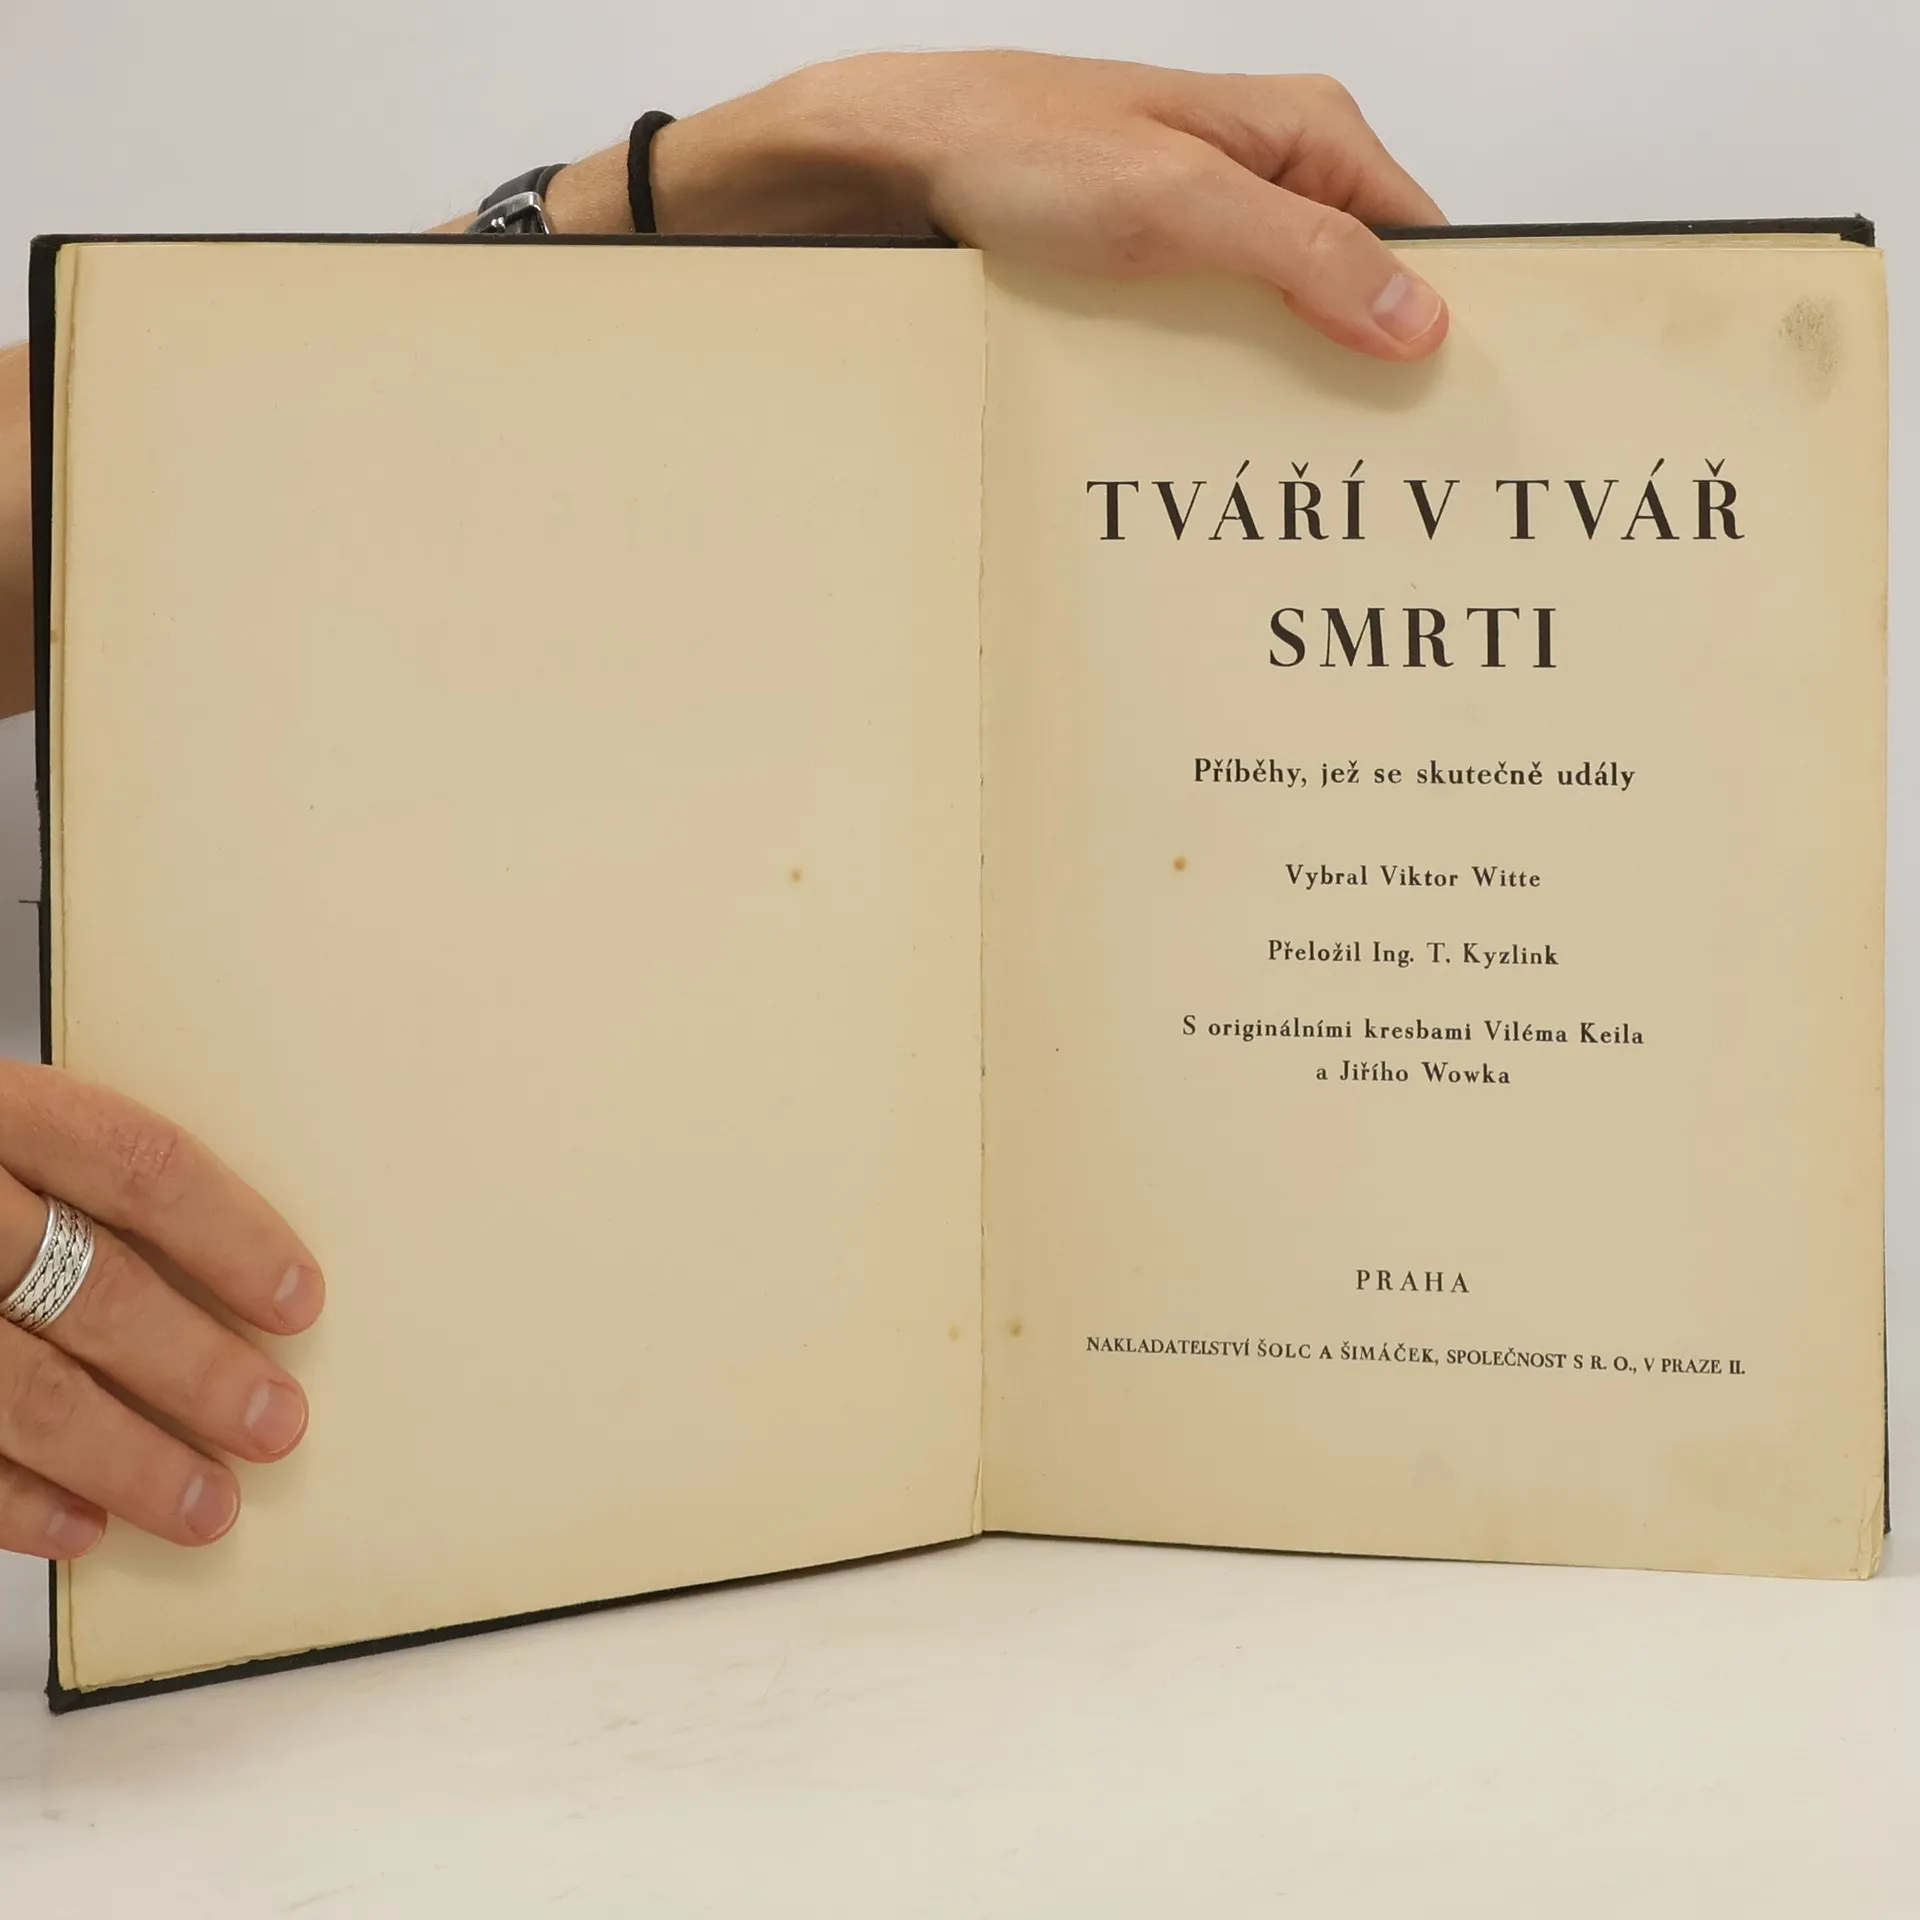 TVÁŘÍ V TVÁŘ
SMRTI
Příběhy, jež se skutečně udály
Vybral Viktor Witte
Přeložil Ing. T. Kyzlink
S originálními kresbami Viléma Keila
a Jiřího Wowka
PRAHA
NAKLADATELSTVÍ ŠOLC A ŠIMÁČEK, SPOLEČNOST S R. O., V PRAZE II.